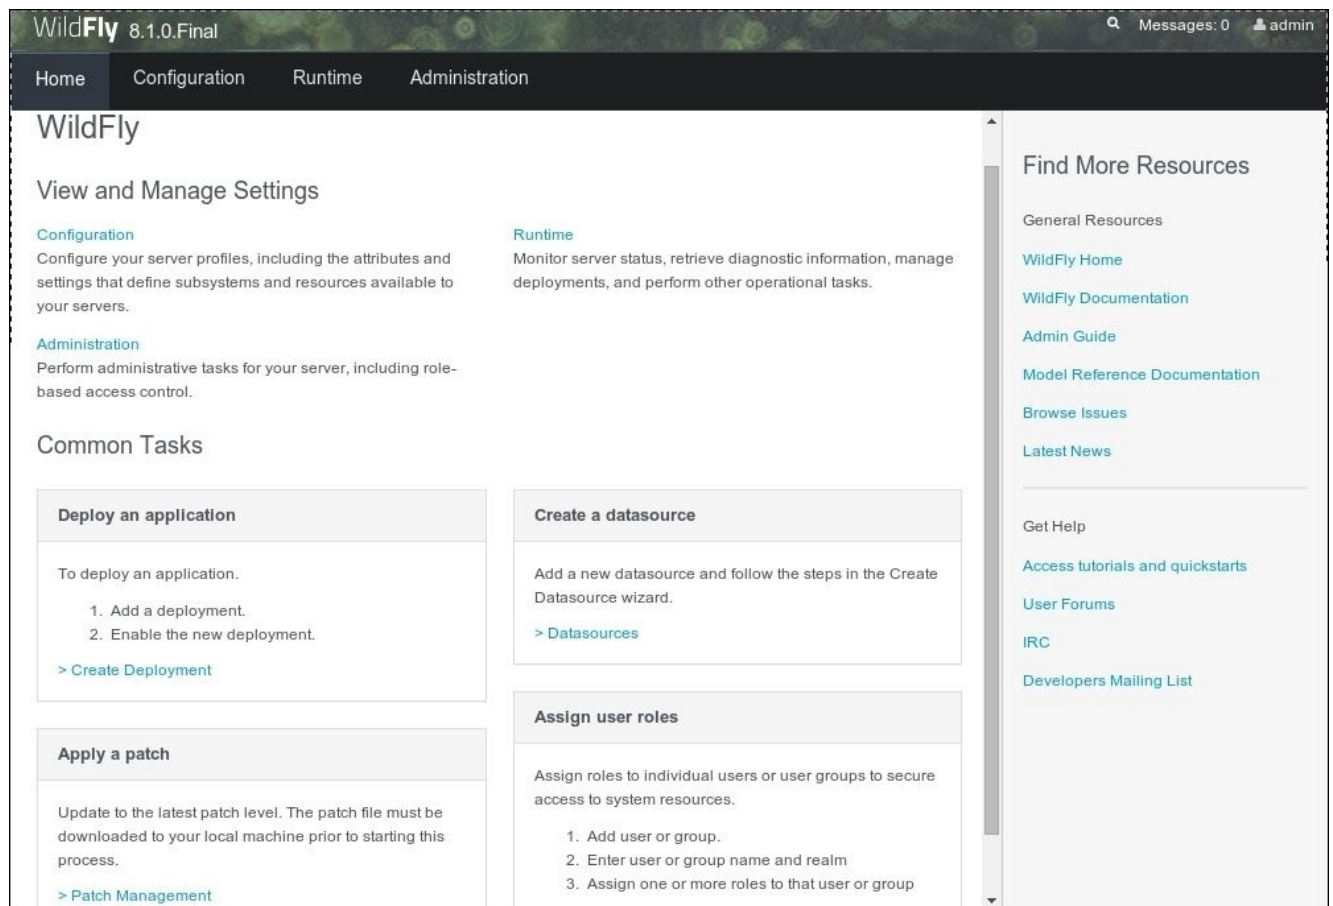 WildFly 8.1.0.Final
Messages: 0
admin
Home
Configuration
Runtime
Administration
WildFly
View and Manage Settings
Configuration
Configure your server profiles, including the attributes and
settings that define subsystems and resources available to
your servers.
Runtime
Monitor server status, retrieve diagnostic information, manage
deployments, and perform other operational tasks.
Administration
Perform administrative tasks for your server, including role-
based access control.
Common Tasks
Deploy an application
To deploy an application.
1. Add a deployment.
2. Enable the new deployment.
> Create Deployment
Create a datasource
Add a new datasource and follow the steps in the Create
Datasource wizard.
> Datasources
Apply a patch
Update to the latest patch level. The patch file must be
downloaded to your local machine prior to starting this
process.
> Patch Management
Assign user roles
Assign roles to individual users or user groups to secure
access to system resources.
1. Add user or group.
2. Enter user or group name and realm
3. Assign one or more roles to that user or group
Find More Resources
General Resources
WildFly Home
WildFly Documentation
Admin Guide
Model Reference Documentation
Browse Issues
Latest News
Get Help
Access tutorials and quickstarts
User Forums
IRC
Developers Mailing List